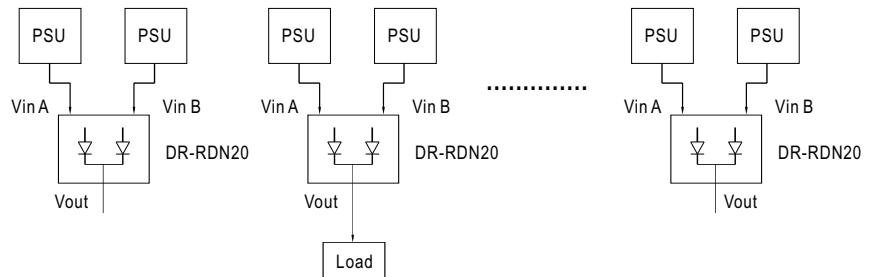 PSU PSU PSU PSU PSU PSU
..............
Vin A Vin B Vin A Vin B Vin A Vin B
DR-RDN20 DR-RDN20 DR-RDN20
Vout Vout Vout
Load